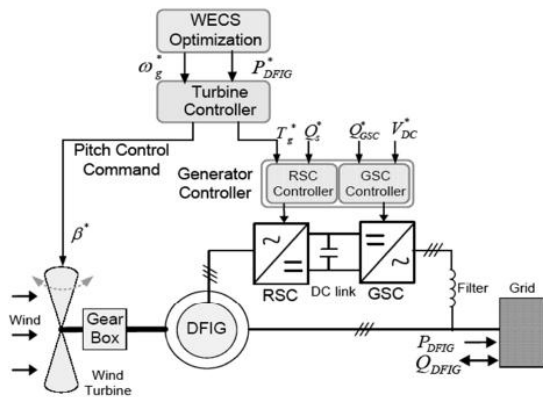 WECS
Optimization
ω*g P*DFIG
Turbine
Controller
Pitch Control
Command
T*g Q*s Q*GSC V*DC
Generator
Controller
RSC
Controller
GSC
Controller
β*
RSC
DC link
GSC
Filter
Grid
Wind
Gear
Box
DFIG
Wind
Turbine
PDFIG
QDFIG